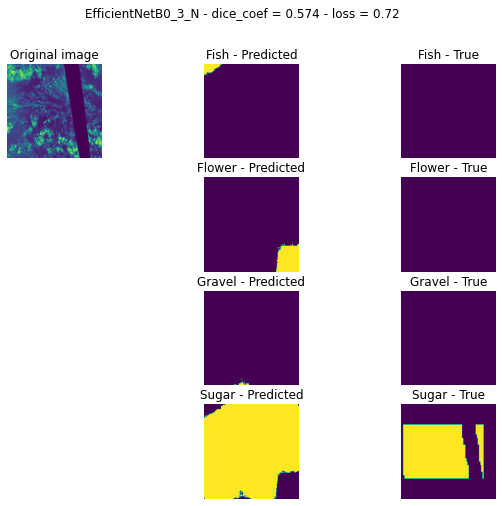 EfficientNetB0_3_N - dice_coef = 0.574 - loss = 0.72
Original image
Fish - Predicted
Fish - True
Flower - Predicted
Flower - True
Gravel - Predicted
Gravel - True
Sugar - Predicted
Sugar - True